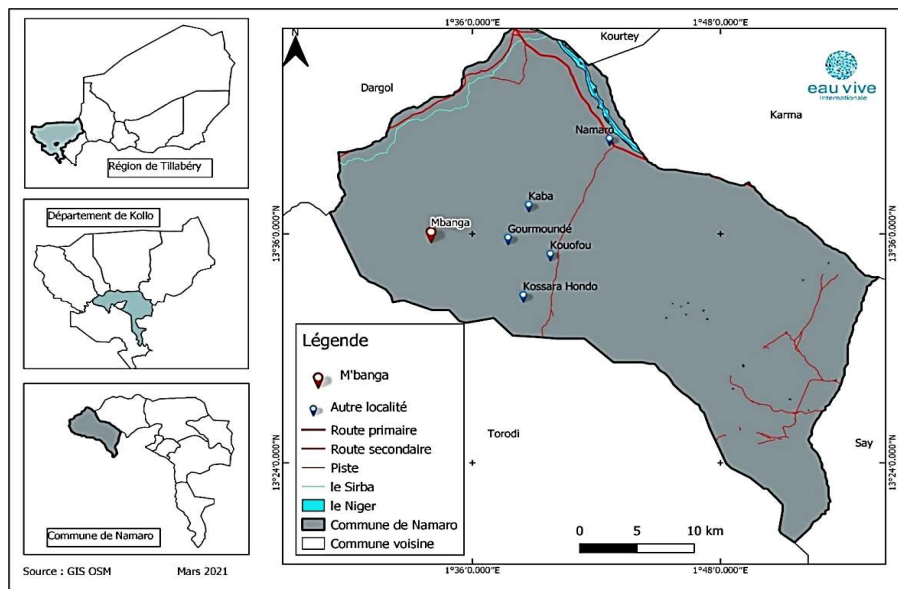 Région de Tillabéry
Département de Kollo
Commune de Namaro
Source : GIS OSM
Mars 2021
1°36'0.000"E
1°48'0.000"E
N
Kourtey
eau vive
Internationale
Dargol
Karma
Namaro
Kaba
Mbanga
Gourmoundé
Kouofou
Kossara Hondo
13°36'0.000"N
13°36'0.000"N
Torodi
Say
13°24'0.000"N
13°24'0.000"N
Légende
M'banga
Autre localité
Route primaire
Route secondaire
Piste
le Sirba
le Niger
Commune de Namaro
Commune voisine
0 5 10 km
1°36'0.000"E
1°48'0.000"E